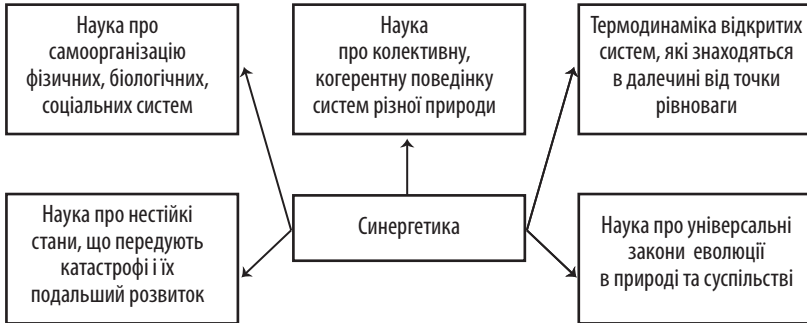 Наука про
самоорганізацію
фізичних, біологічних,
соціальних систем
Наука
про колективну,
когерентну поведінку
систем різної природи
Термодинаміка відкритих
систем, які знаходяться
в далечині від точки
рівноваги
Наука про нестійкі
стани, що передують
катастрофі і їх
подальший розвиток
Синергетика
Наука про універсальні
закони еволюції
в природі та суспільстві